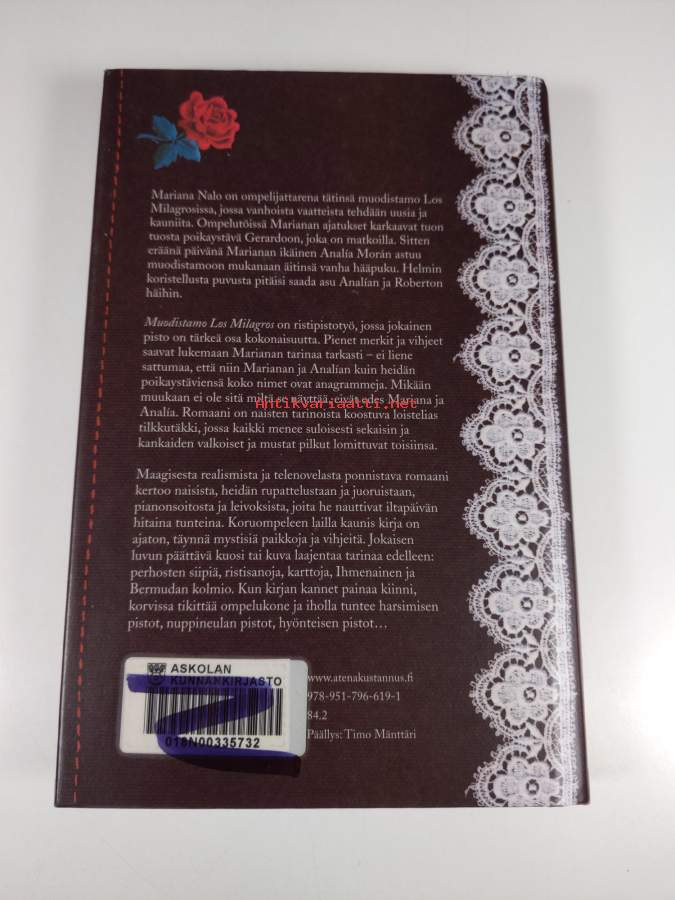 Mariana Nalo on ompelijattarena tätinsä muodistamo Los
Milagrosissa, jossa vanhoista vaatteista tehdään uusia ja
kauniita. Ompelutöissä Marianan ajatukset karkaavat tuon
tuosta poikaystävä Gerardoon, joka on matkoilla. Sitten
eräänä päivänä Marianan ikäinen Analía Morán astuu
muodistamoon mukanaan äitinsä vanha hääpuku. Helmin
koristellusta puvusta pitäisi saada asu Analían ja Roberton
häihin.
Muodistamo Los Milagros on ristipistotyö, jossa jokainen
pisto on tärkeä osa kokonaisuutta. Pienet merkit ja vihjeet
saavat lukemaan Marianan tarinaa tarkasti – ei liene
sattumaa, että niin Marianan ja Analían kuin heidän
poikaystäviensä koko nimet ovat anagrammeja. Mikään
muukaan ei ole sitä miltä se näyttää, eivät edes Mariana ja
Antikvariaatti.net
Analía. Romaani on naisten tarinoista koostuva loistelias
tilkkutäkki, jossa kaikki menee suloisesti sekaisin ja
kankaiden valkoiset ja mustat pilkut lomittuvat toisiinsa.
Maagisesta realismista ja telenovelasta ponnistava romaani
kertoo naisista, heidän rupattelustaan ja juoruistaan,
pianonsoitosta ja leivoksista, joita he nauttivat iltapäivän
hitaina tunteina. Koruompeleen lailla kaunis kirja on
ajaton, täynnä mystisiä paikkoja ja vihjeitä. Jokaisen
luvun päättävä kuosi tai kuva laajentaa tarinaa edelleen:
perhosten siipiä, ristisanoja, karttoja, Ihmenainen ja
Bermudan kolmio. Kun kirjan kannet painaa kiinni,
korvissa tikittää ompelukone ja iholla tuntee harsimisen
pistot, nuppineulan pistot, hyönteisen pistot…
ASKOLAN
KUNNANKIRJASTO
018N00335732
www.atenakustannus.fi
978-951-796-619-1
84.2
Päällys: Timo Mänttäri